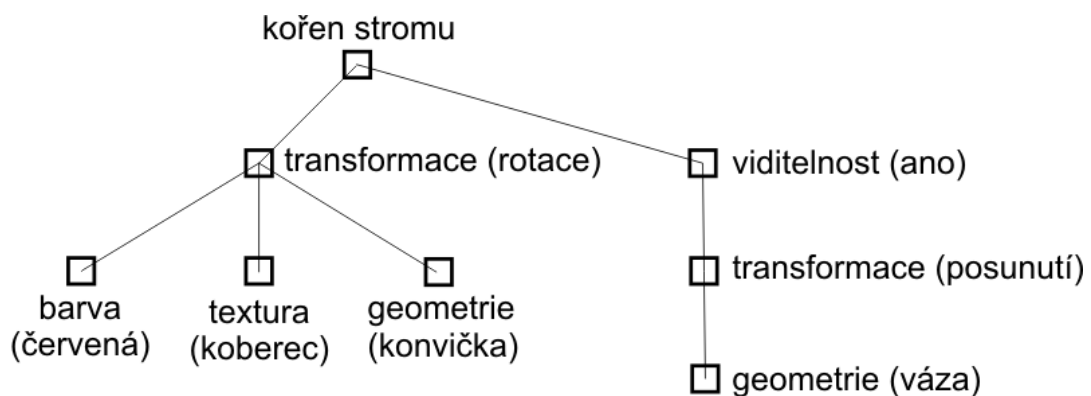 kořen stromu
transformace (rotace)
viditelnost (ano)
barva
(červená)
textura
(koberec)
geometrie
(konvička)
transformace (posunutí)
geometrie (váza)